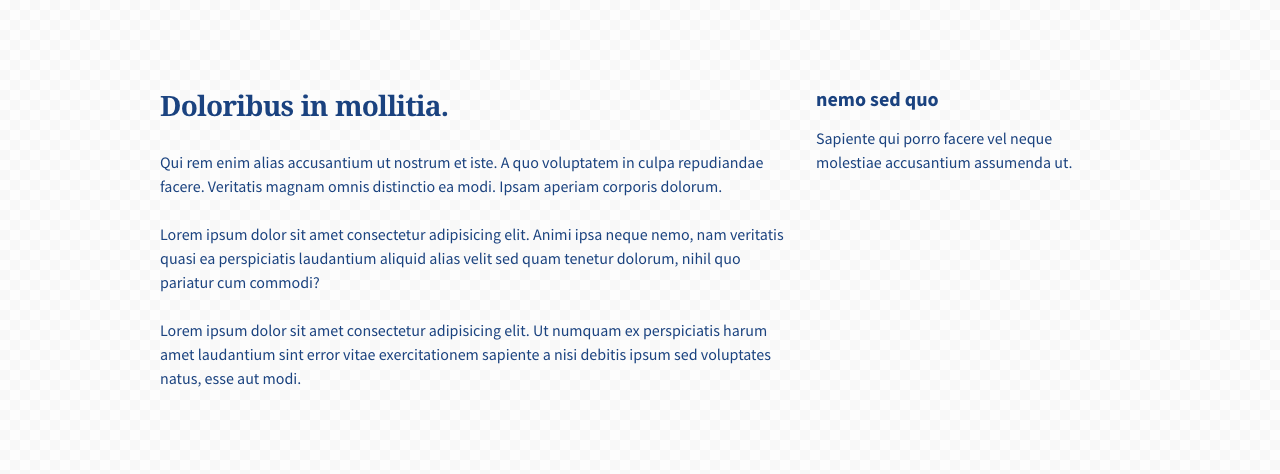 Doloribus in mollitia.
Qui rem enim alias accusantium ut nostrum et iste. A quo voluptatem in culpa repudiandae
facere. Veritatis magnam omnis distinctio ea modi. Ipsam aperiam corporis dolorum.
Lorem ipsum dolor sit amet consectetur adipisicing elit. Animi ipsa neque nemo, nam veritatis
quasi ea perspiciatis laudantium aliquid alias velit sed quam tenetur dolorum, nihil quo
pariatur cum commodi?
Lorem ipsum dolor sit amet consectetur adipisicing elit. Ut numquam ex perspiciatis harum
amet laudantium sint error vitae exercitationem sapiente a nisi debitis ipsum sed voluptates
natus, esse aut modi.
nemo sed quo
Sapiente qui porro facere vel neque
molestiae accusantium assumenda ut.